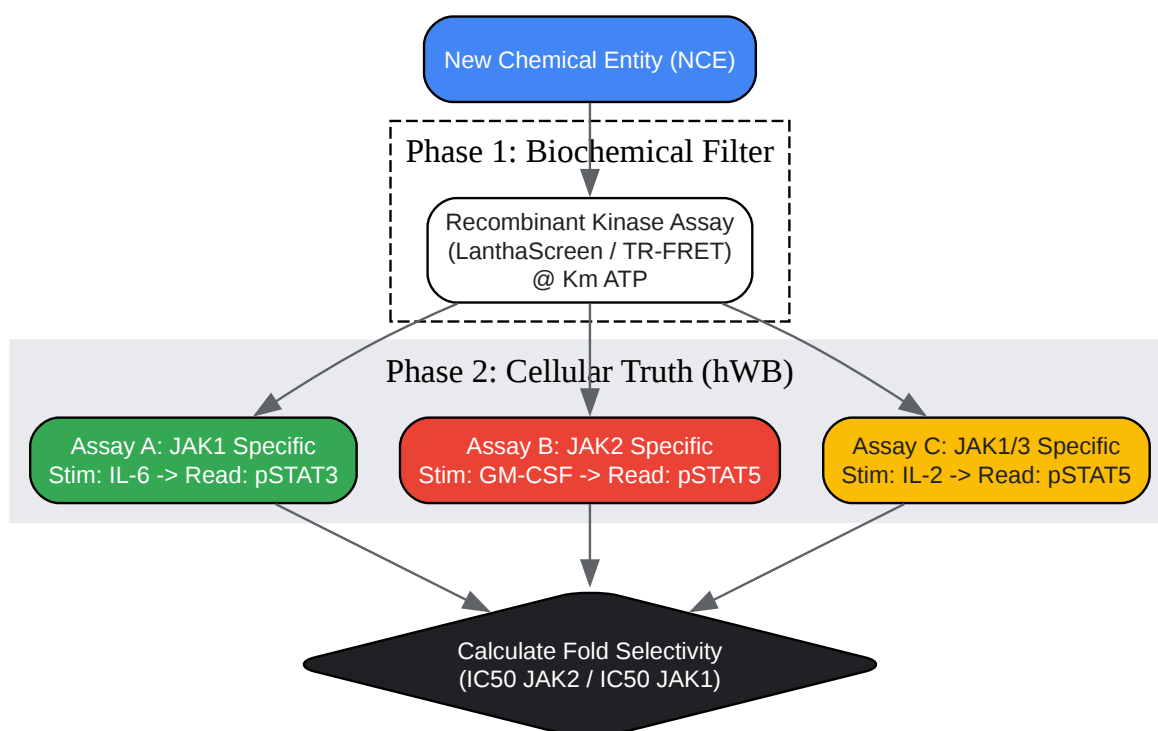 New Chemical Entity (NCE)
Phase 1: Biochemical Filter
Recombinant Kinase Assay
(LanthaScreen / TR-FRET)
@ Km ATP
Phase 2: Cellular Truth (hWB)
Assay A: JAK1 Specific
Stim: IL-6 -> Read: pSTAT3
Assay B: JAK2 Specific
Stim: GM-CSF -> Read: pSTAT5
Assay C: JAK1/3 Specific
Stim: IL-2 -> Read: pSTAT5
Calculate Fold Selectivity
(IC50 JAK2 / IC50 JAK1)